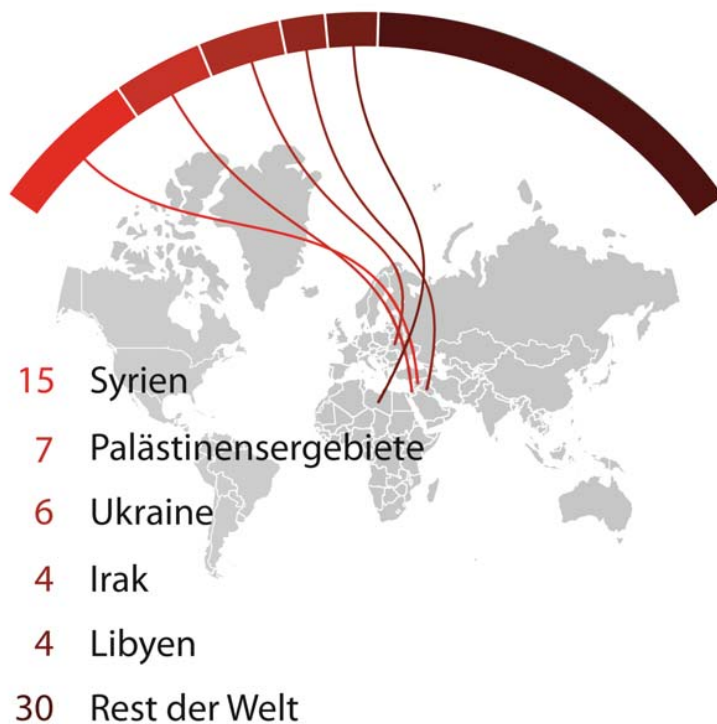 15 Syrien
7 Palästinensergebiete
6 Ukraine
4 Irak
4 Libyen
30 Rest der Welt